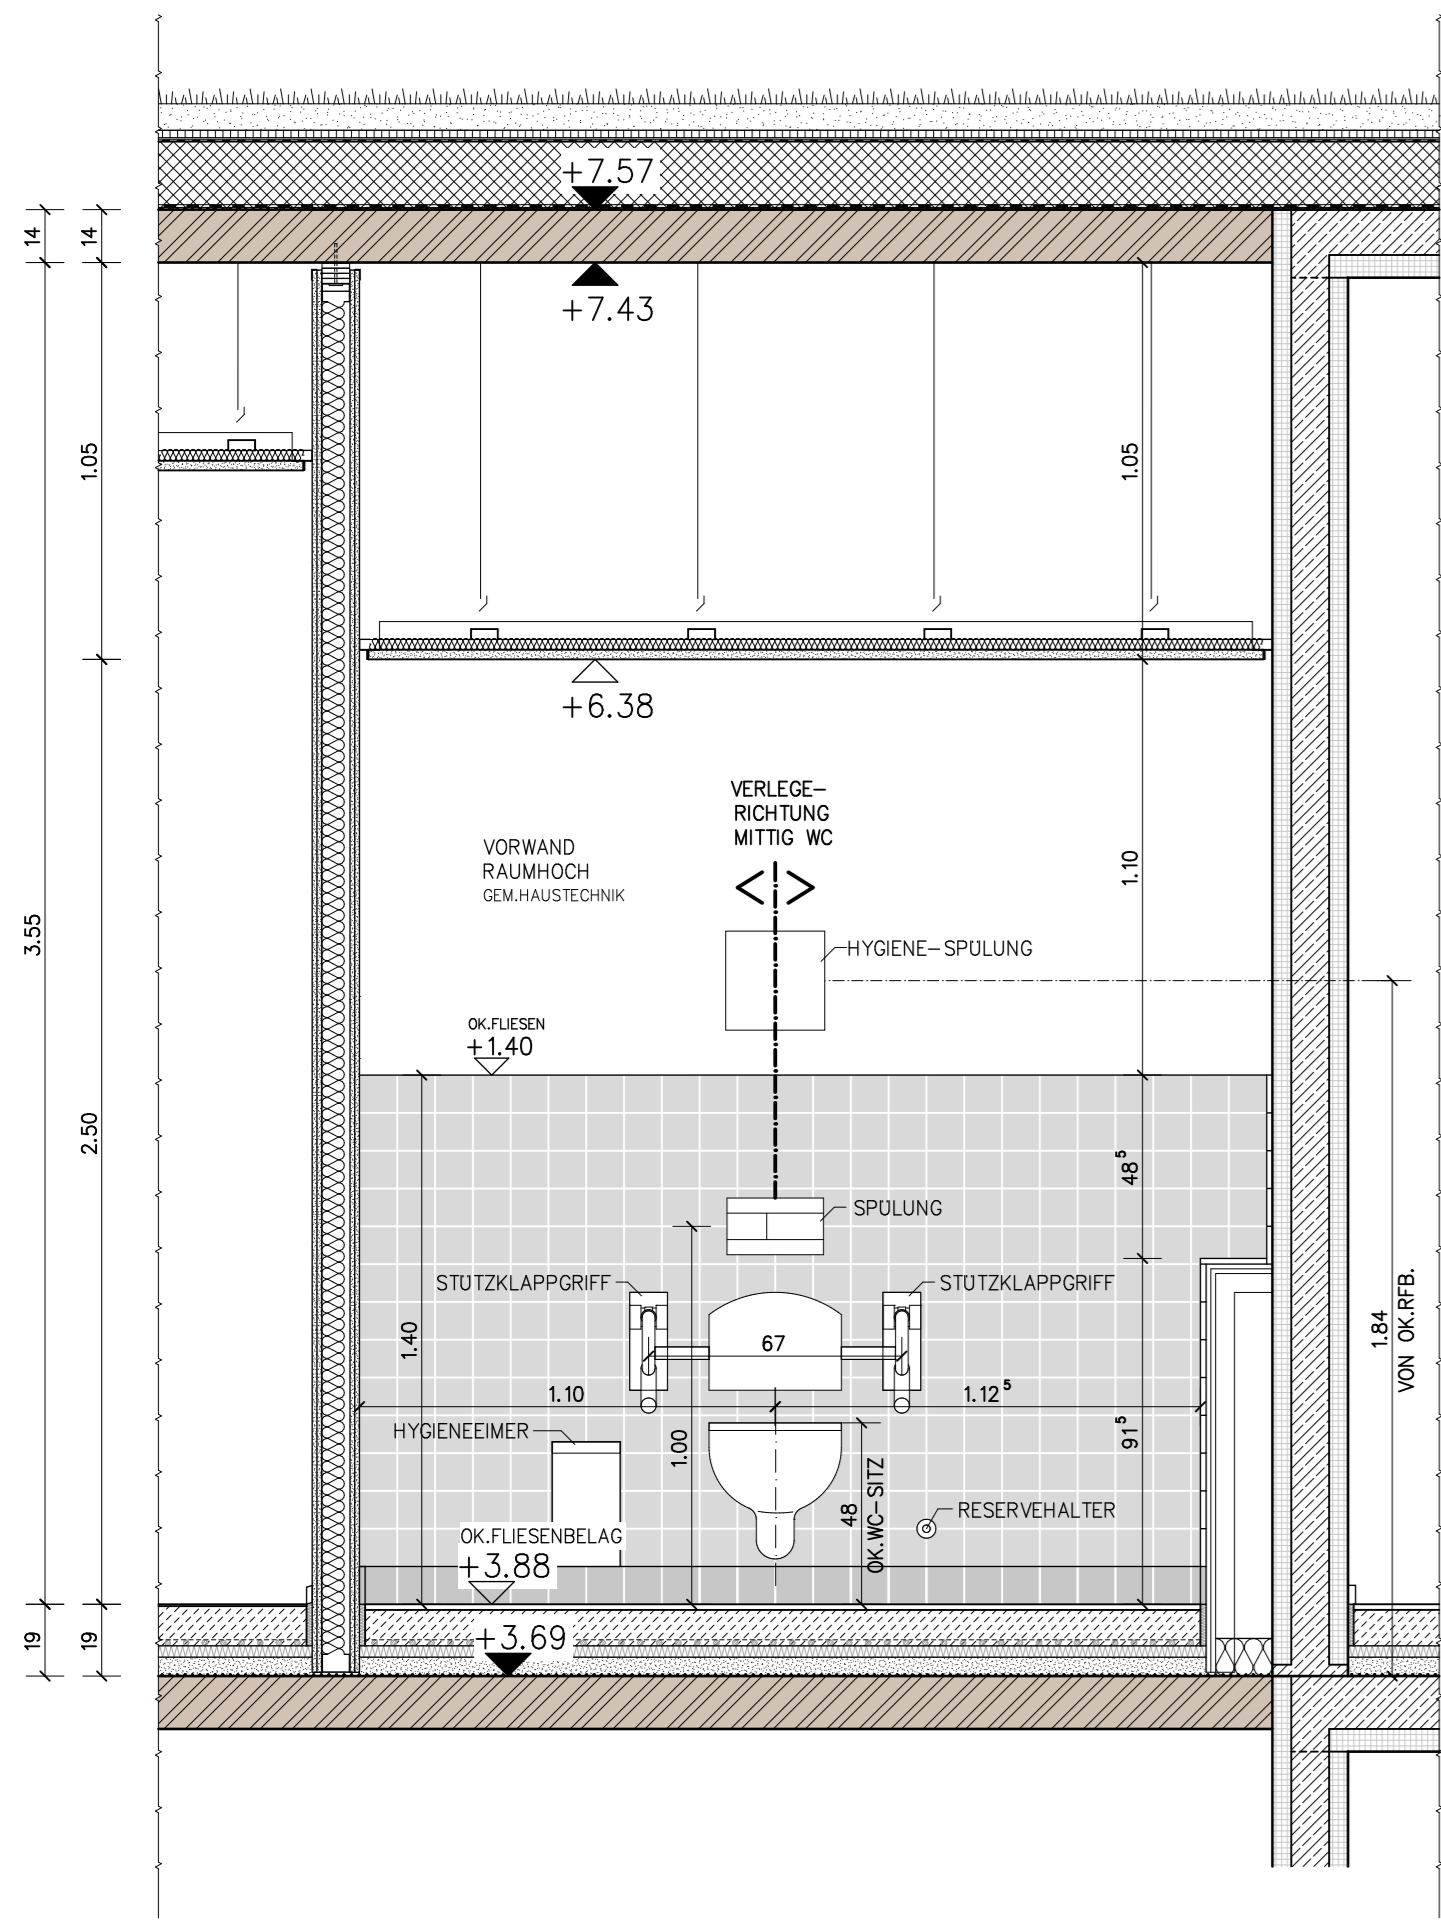 +7.57
14
14
+7.43
1.05
1.05
+6.38
VERLEGE-
RICHTUNG
MITTIG WC
VORWAND
RAUMHOCH
GEM.HAUSTECHNIK
1.10
3.55
HYGIENE-SPÜLUNG
OK.FLIESEN
+1.40
2.50
48⁵
SPÜLUNG
STÜTZKLAPPGRIFF
STÜTZKLAPPGRIFF
1.40
67
1.84
VON OK.RFB.
1.10
1.12⁵
HYGIENEEIMER
1.00
91⁵
48
OK.WC-SITZ
RESERVEHALTER
OK.FLIESENBELAG
+3.88
19
19
+3.69